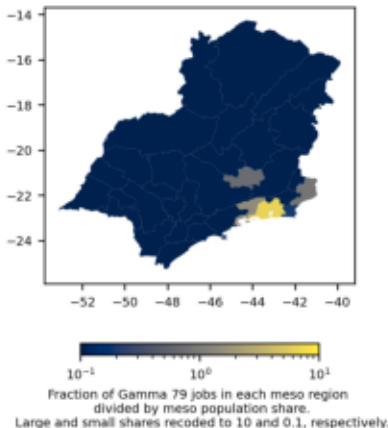 −14
−16
−18
−20
−22
−24
−52 −50 −48 −46 −44 −42 −40
10⁻¹ 10⁰ 10¹
Fraction of Gamma 79 jobs in each meso region
divided by meso population share.
Large and small shares recoded to 10 and 0.1, respectively